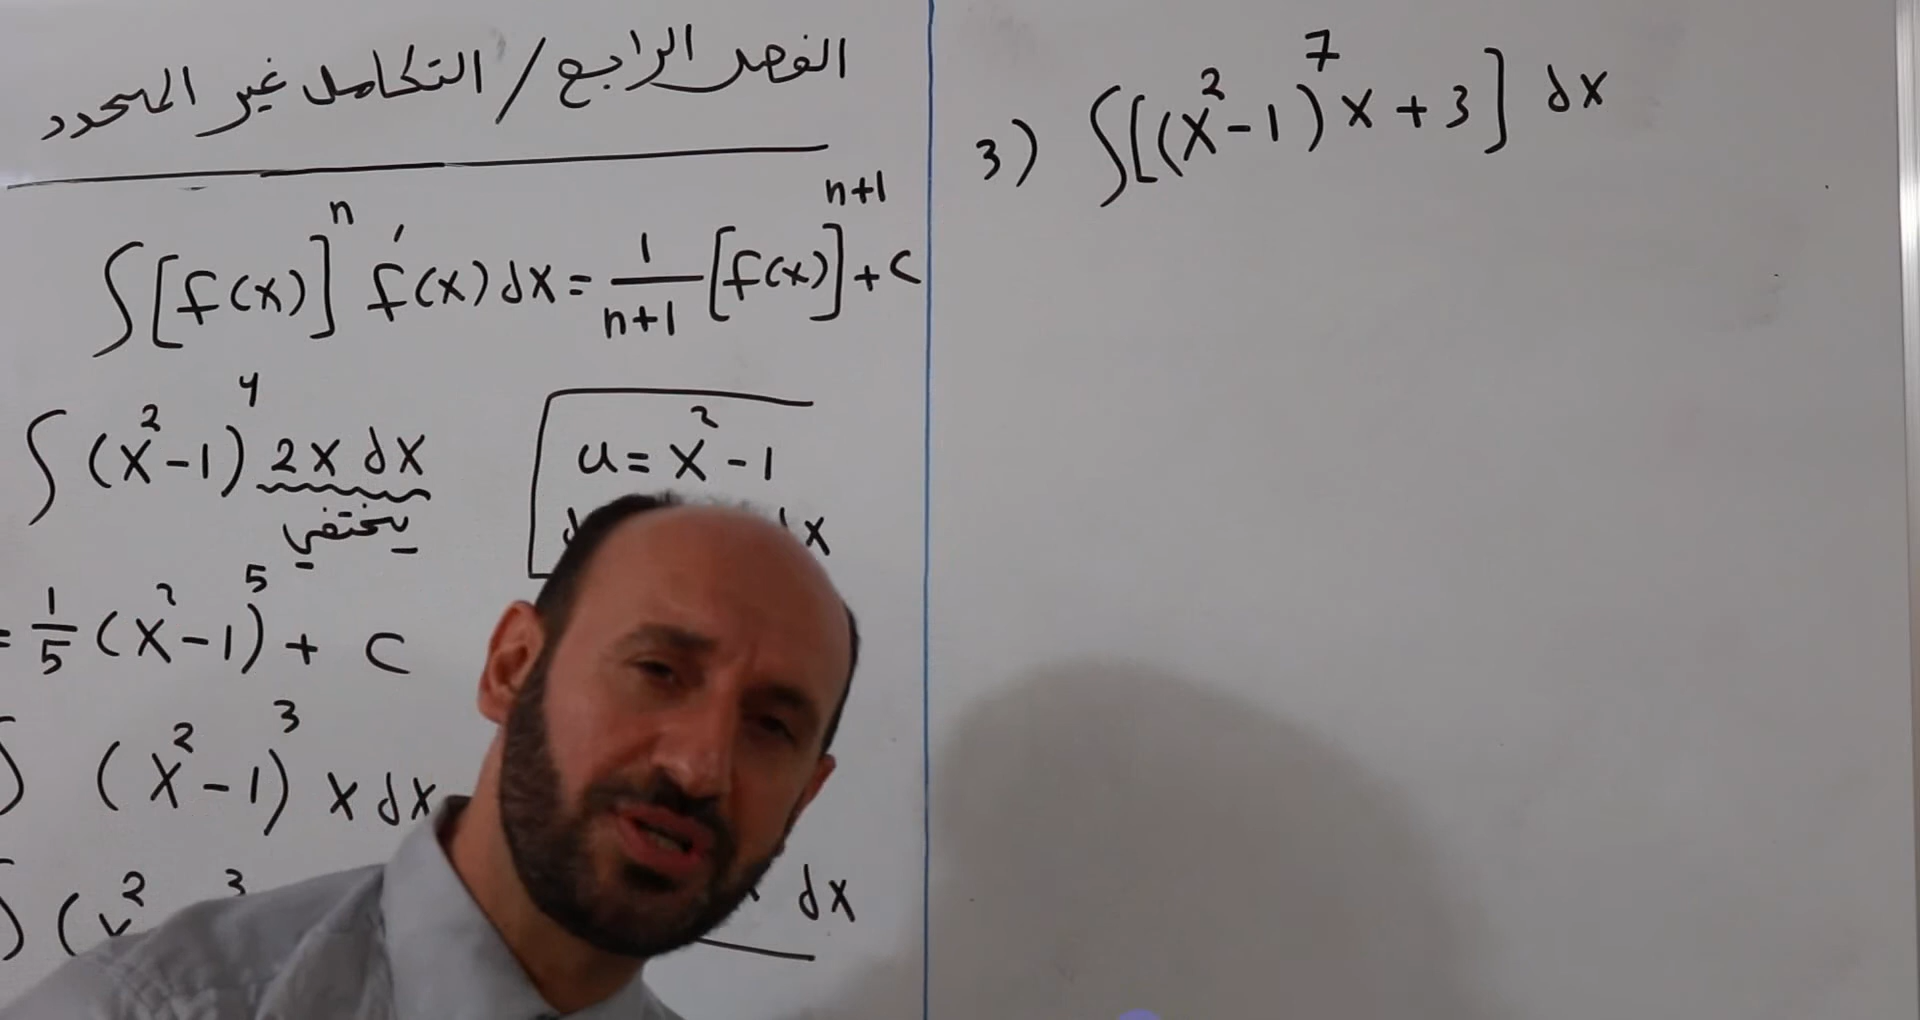 الفصل الرابع / التكامل غير المحدد
∫[f(x)]ⁿ f′(x) dx = 1/(n+1) [f(x)]ⁿ⁺¹ + c
∫(x²-1)⁴ 2x dx
يختفي
u = x²-1
dx
= 1/5 (x²-1)⁵ + c
(x²-1)³ x dx
dx
3) ∫[(x²-1)⁷ x + 3] dx